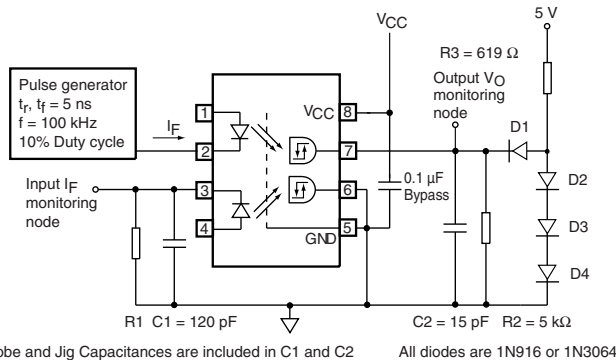 5 V
VCC
R3 = 619 Ω
Pulse generator
tr, tf = 5 ns
f = 100 kHz
10% Duty cycle
IF
Output VO
monitoring
node
D1
1
2
3
4
VCC
8
7
6
5
GND
Input IF
monitoring
node
0.1 µF
Bypass
D2
D3
D4
R1
C1 = 120 pF
C2 = 15 pF
R2 = 5 kΩ
obe and Jig Capacitances are included in C1 and C2
All diodes are 1N916 or 1N3064